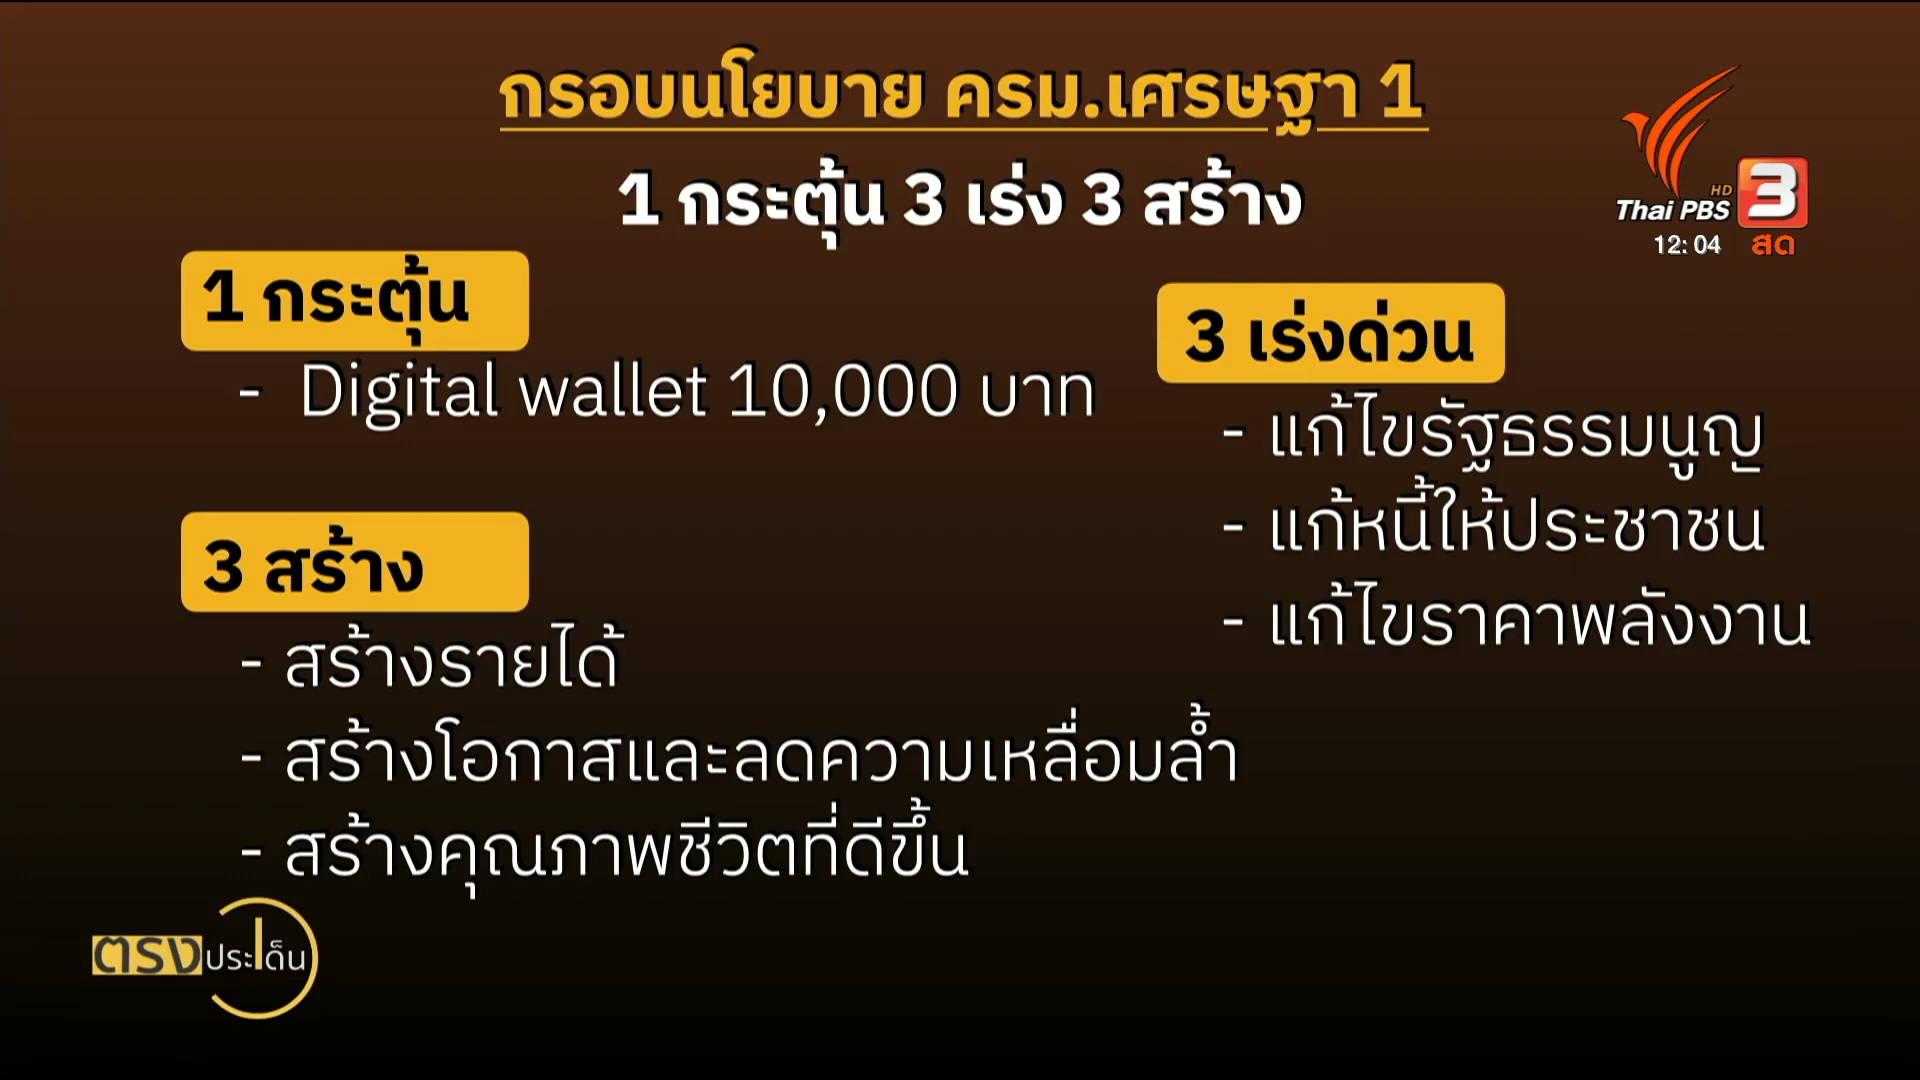 กรอบนโยบาย ครม.เศรษฐา 1
1 กระตุ้น 3 เร่ง 3 สร้าง
HD
Thai PBS 3
12:04 สด
1 กระตุ้น
- Digital wallet 10,000 บาท
3 เร่งด่วน
- แก้ไขรัฐธรรมนูญ
- แก้หนี้ให้ประชาชน
- แก้ไขราคาพลังงาน
3 สร้าง
- สร้างรายได้
- สร้างโอกาสและลดความเหลื่อมล้ำ
- สร้างคุณภาพชีวิตที่ดีขึ้น
ตรงประเด็น